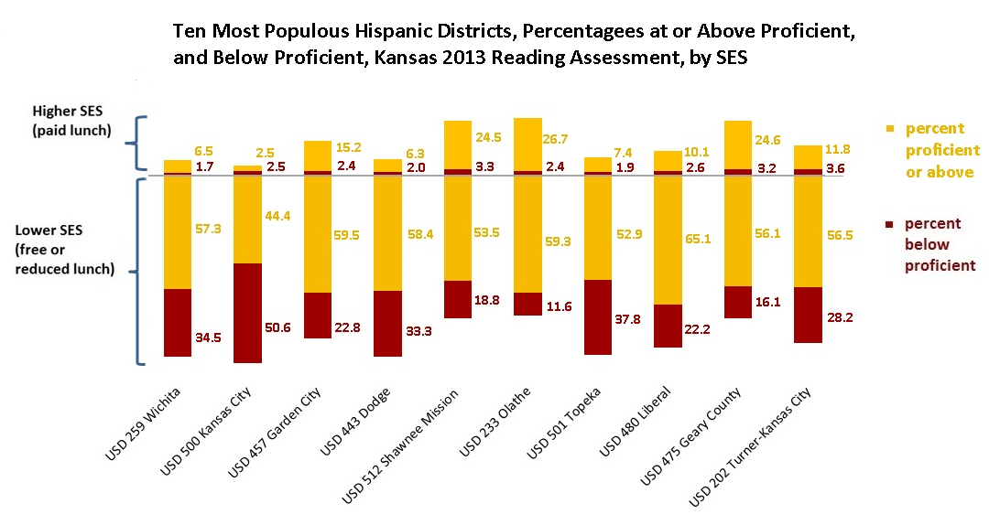 Ten Most Populous Hispanic Districts, Percentagees at or Above Proficient,
and Below Proficient, Kansas 2013 Reading Assessment, by SES
Higher SES
(paid lunch)
Lower SES
(free or
reduced lunch)
6.5
1.7
57.3
34.5
2.5
2.5
44.4
50.6
15.2
2.4
59.5
22.8
6.3
2.0
58.4
33.3
24.5
3.3
53.5
18.8
26.7
2.4
59.3
11.6
7.4
1.9
52.9
37.8
10.1
2.6
65.1
22.2
24.6
3.2
56.1
16.1
11.8
3.6
56.5
28.2
USD 259 Wichita
USD 500 Kansas City
USD 457 Garden City
USD 443 Dodge
USD 512 Shawnee Mission
USD 233 Olathe
USD 501 Topeka
USD 480 Liberal
USD 475 Geary County
USD 202 Turner-Kansas City
percent
proficient
or above
percent
below
proficient